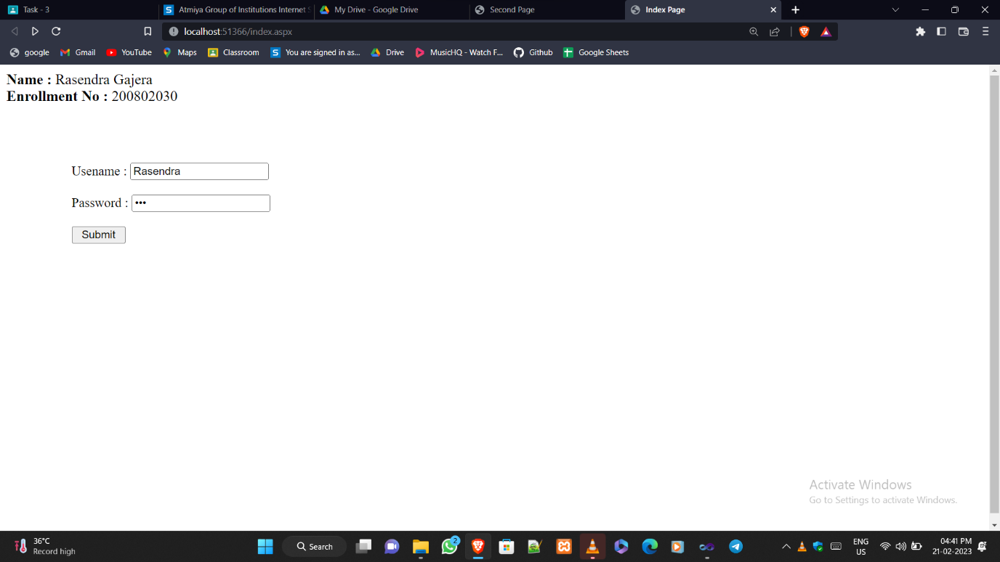 Task - 3
Atmiya Group of Institutions Internet S
My Drive - Google Drive
Second Page
Index Page
localhost:51366/index.aspx
google
Gmail
YouTube
Maps
Classroom
You are signed in as...
Drive
MusicHQ - Watch F...
Github
Google Sheets
Name : Rasendra Gajera
Enrollment No : 200802030
Usename : Rasendra
Password : •••
Submit
Activate Windows
Go to Settings to activate Windows.
36°C
Record high
Search
2
ENG
US
04:41 PM
21-02-2023